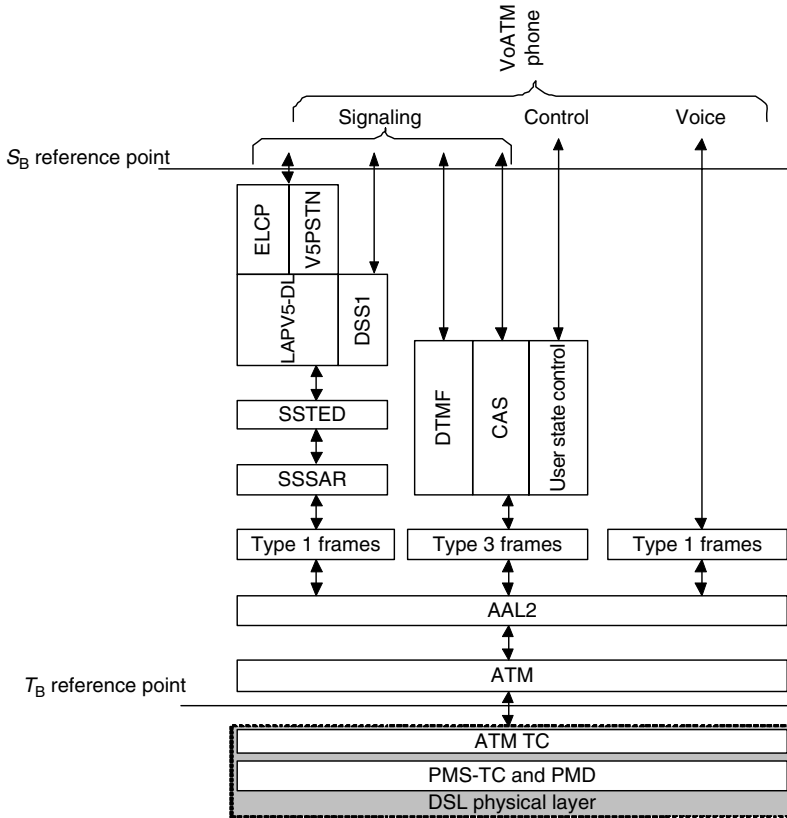 VoATM
phone
Signaling
Control
Voice
SB reference point
ELCP
V5PSTN
LAPV5-DL
DSS1
DTMF
CAS
User state control
SSTED
SSSAR
Type 1 frames
Type 3 frames
Type 1 frames
AAL2
ATM
TB reference point
ATM TC
PMS-TC and PMD
DSL physical layer